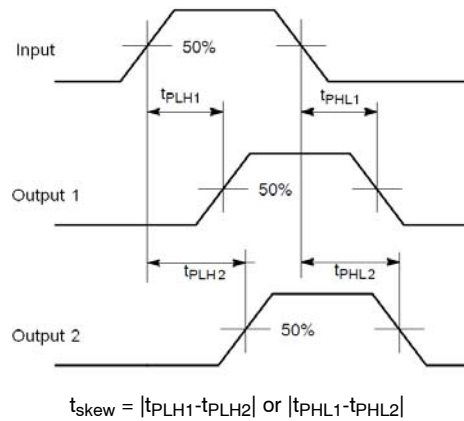 Input
50%
tPLH1
tPHL1
Output 1
50%
tPLH2
tPHL2
Output 2
50%
tskew = |tPLH1-tPLH2| or |tPHL1-tPHL2|